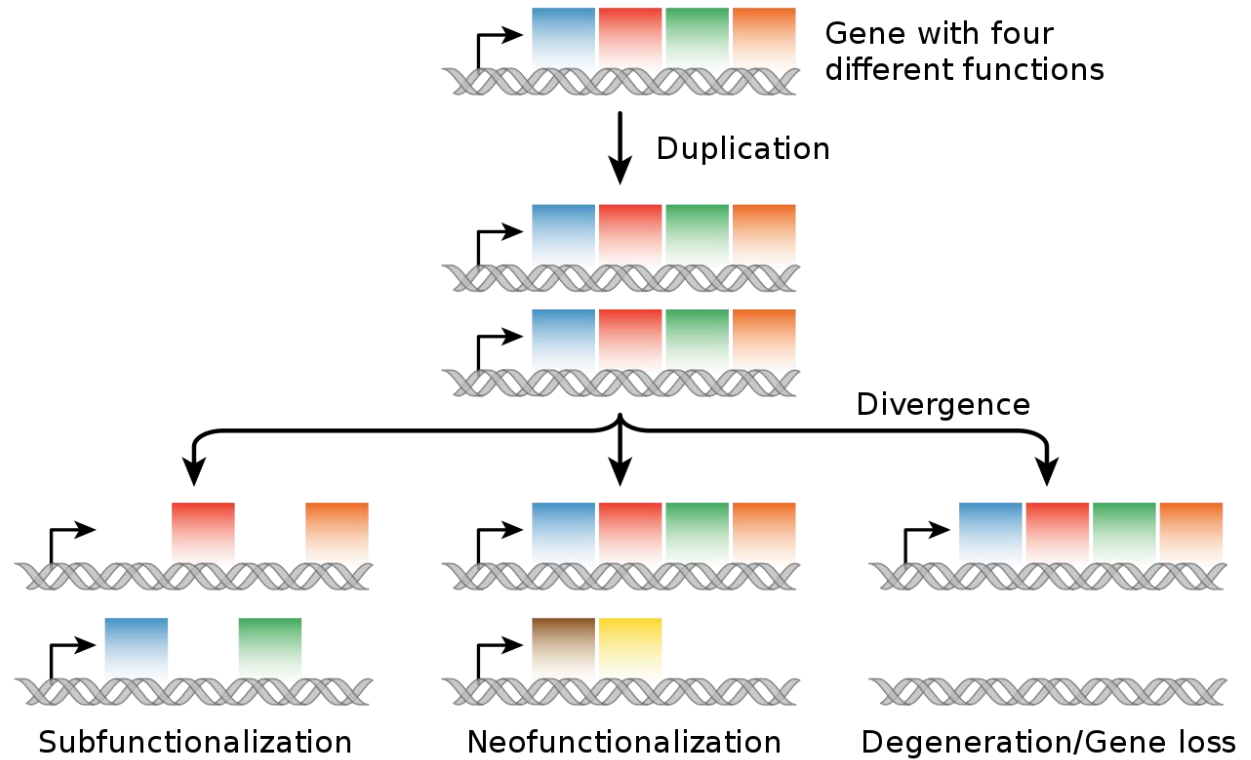 Gene with four
different functions
Duplication
Divergence
Subfunctionalization
Neofunctionalization
Degeneration/Gene loss